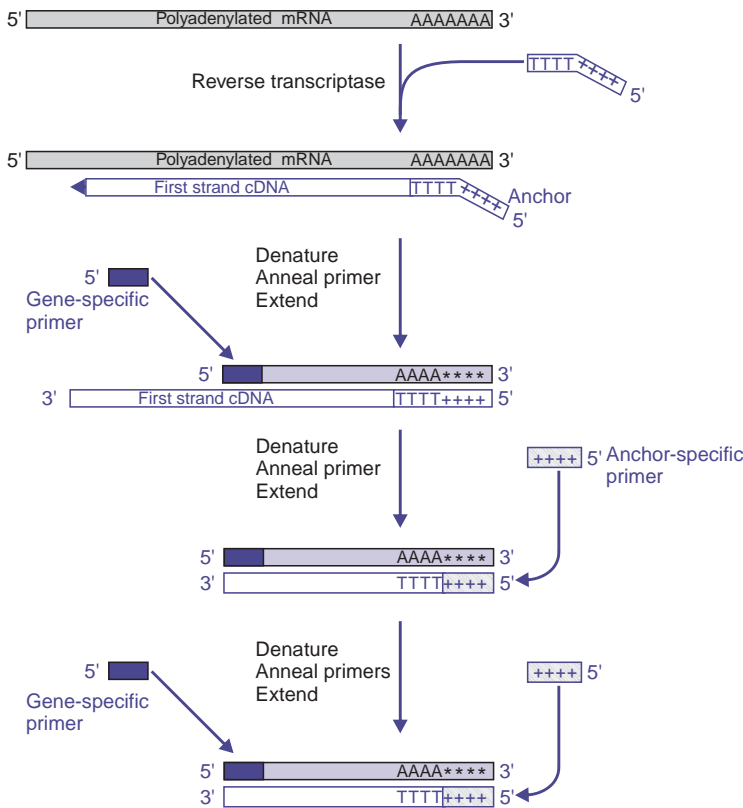 5' Polyadenylated mRNA AAAAAAA 3'
Reverse transcriptase
TTTT++++
5'
5' Polyadenylated mRNA AAAAAAA 3'
First strand cDNA TTTT++++
Anchor
5'
Denature
Anneal primer
Extend
5'
Gene-specific
primer
5' AAAA**** 3'
3' First strand cDNA TTTT++++ 5'
Denature
Anneal primer
Extend
++++ 5' Anchor-specific
primer
5' AAAA**** 3'
3' TTTT++++ 5'
Denature
Anneal primers
Extend
5'
Gene-specific
primer
++++ 5'
5' AAAA**** 3'
3' TTTT++++ 5'